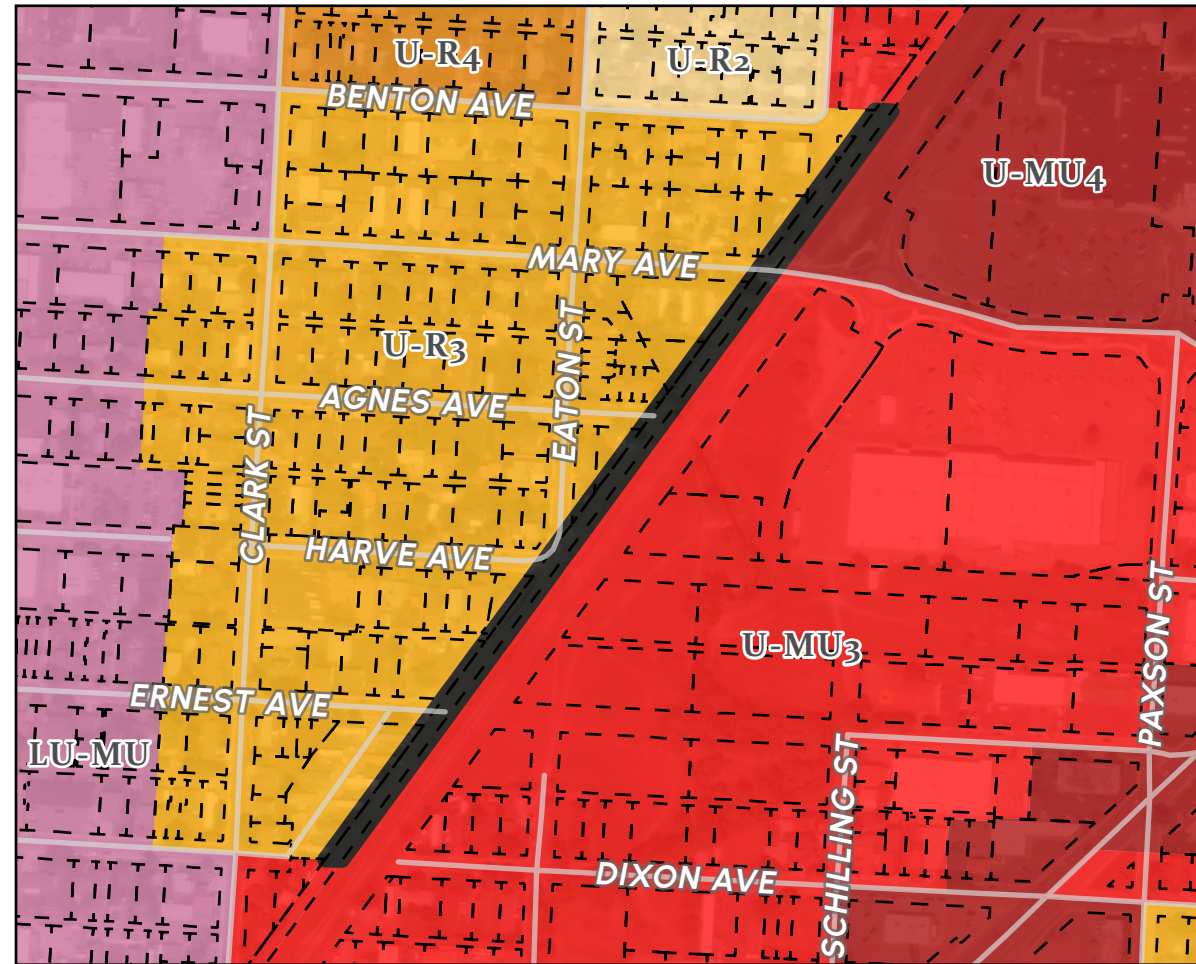 U-R4
U-R2
BENTON AVE
U-MU4
MARY AVE
U-R3
EATON ST
AGNES AVE
CLARK ST
HARVE AVE
U-MU3
PAXSON ST
ERNEST AVE
LU-MU
SCHILLING ST
DIXON AVE